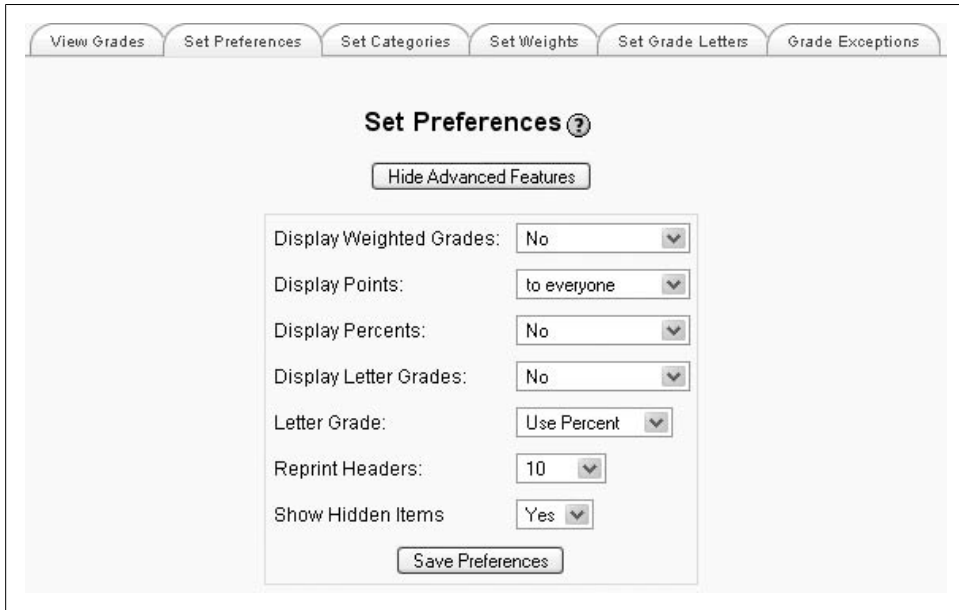 View Grades Set Preferences Set Categories Set Weights Set Grade Letters Grade Exceptions
Set Preferences ?
Hide Advanced Features
Display Weighted Grades: No
Display Points: to everyone
Display Percents: No
Display Letter Grades: No
Letter Grade: Use Percent
Reprint Headers: 10
Show Hidden Items Yes
Save Preferences